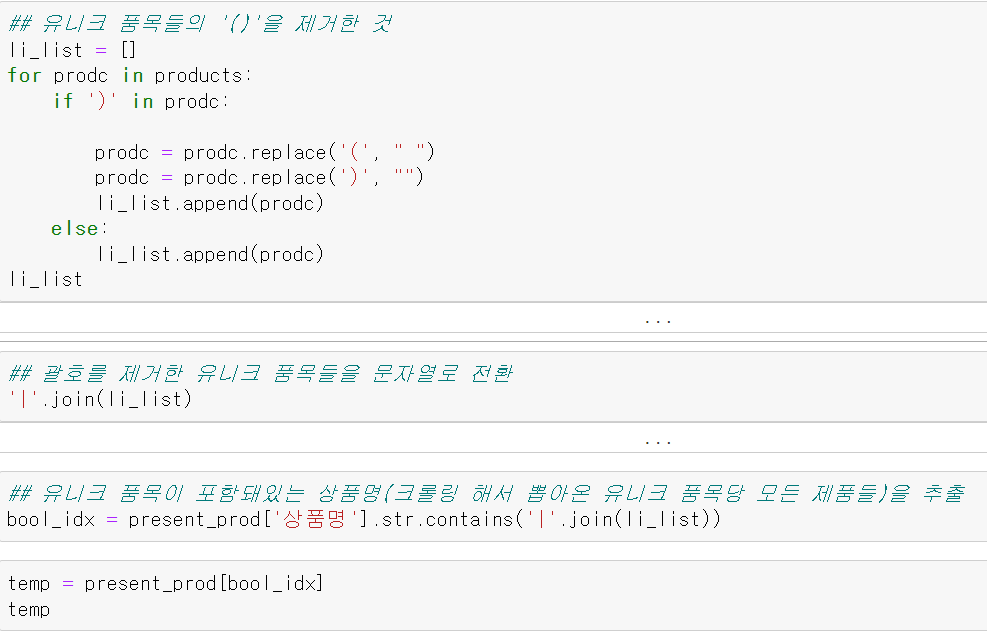 ## 유니크 품목들의 '()'을 제거한 것
li_list = []
for prodc in products:
    if ')' in prodc:
        prodc = prodc.replace('(', " ")
        prodc = prodc.replace(')', "")
        li_list.append(prodc)
    else:
        li_list.append(prodc)
li_list
...
## 괄호를 제거한 유니크 품목들을 문자열로 전환
'|'.join(li_list)
...
## 유니크 품목이 포함돼있는 상품명(크롤링 해서 뽑아온 유니크 품목당 모든 제품들)을 추출
bool_idx = present_prod['상품명'].str.contains('|'.join(li_list))
temp = present_prod[bool_idx]
temp